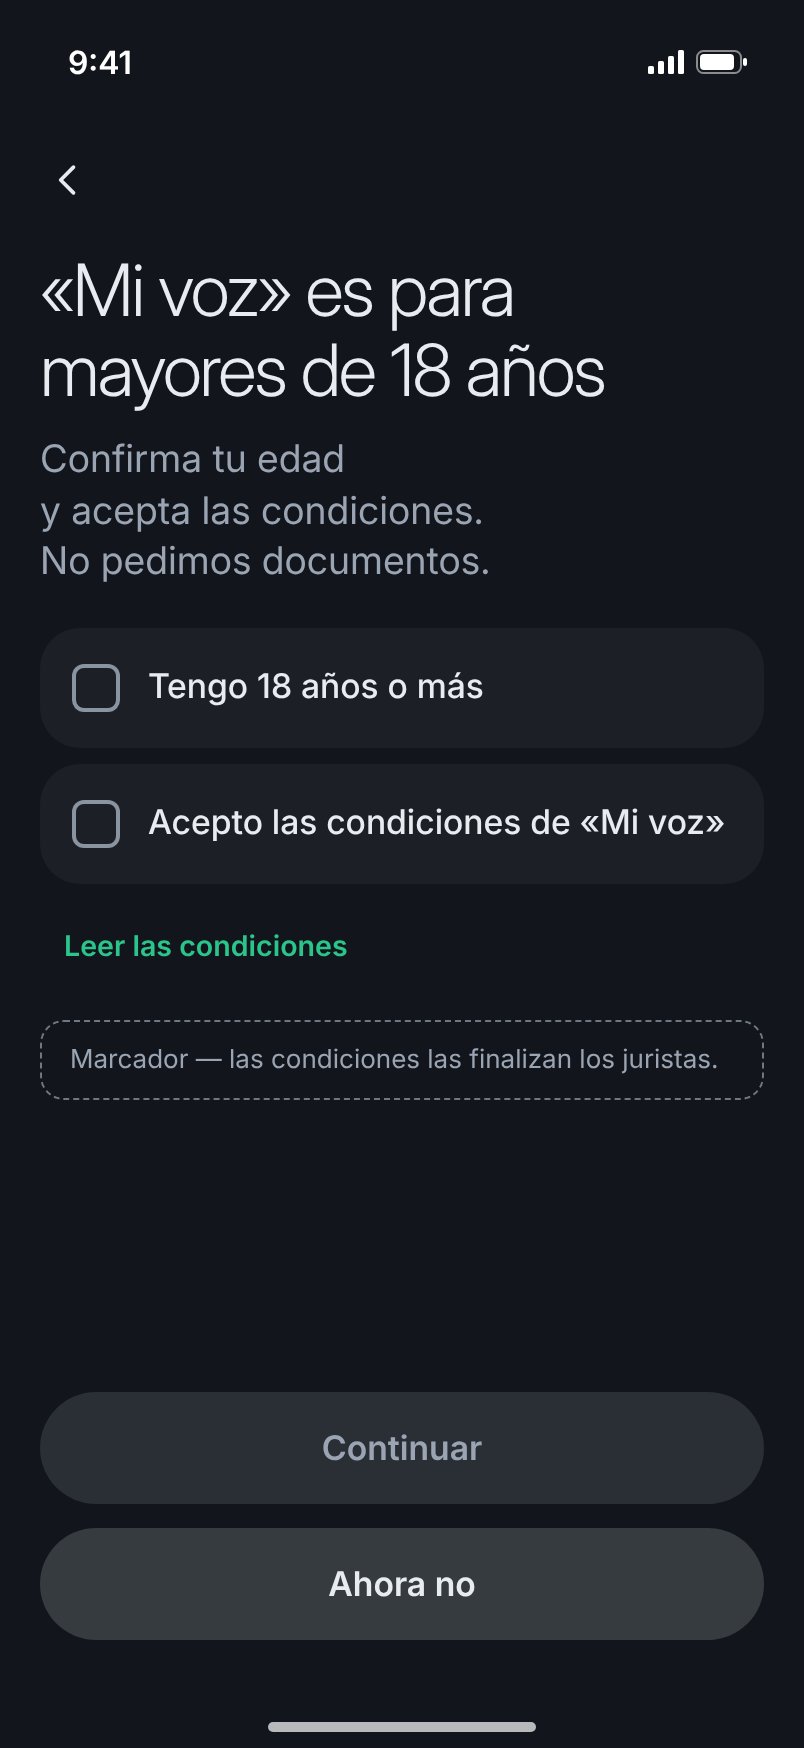 9:41
«Mi voz» es para
mayores de 18 años
Confirma tu edad
y acepta las condiciones.
No pedimos documentos.
Tengo 18 años o más
Acepto las condiciones de «Mi voz»
Leer las condiciones
Marcador — las condiciones las finalizan los juristas.
Continuar
Ahora no